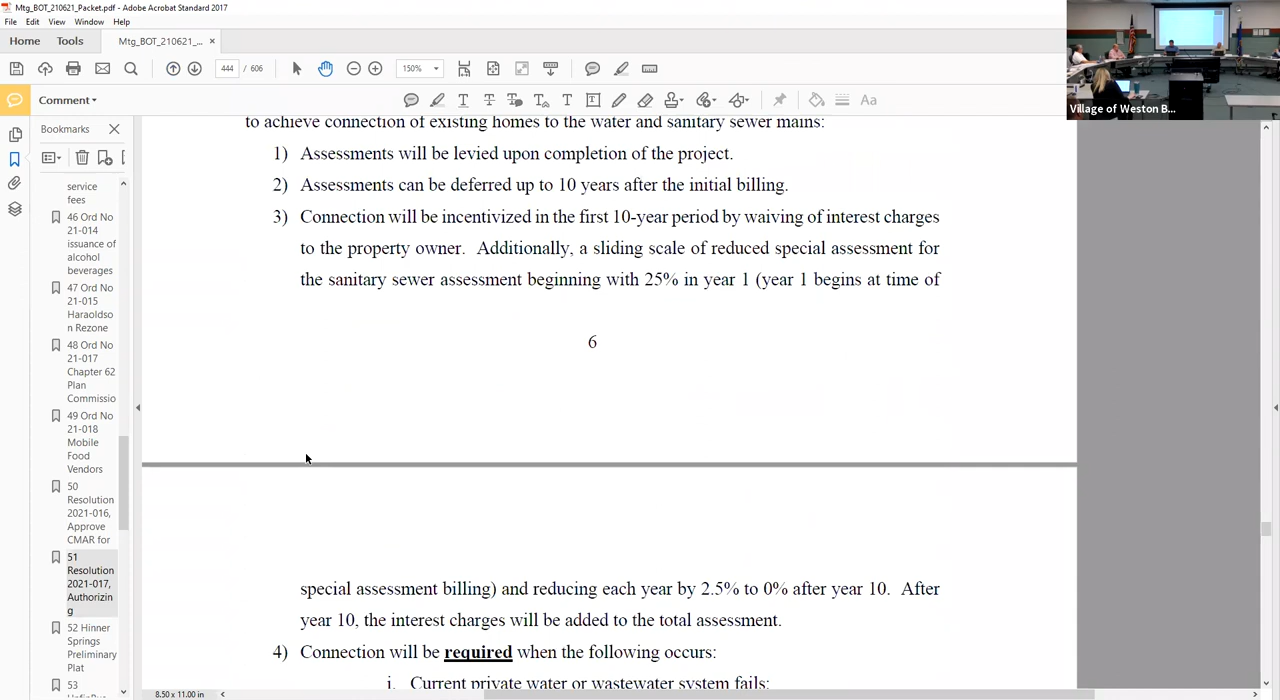 Mtg_BOT_210621_Packet.pdf - Adobe Acrobat Standard 2017
File Edit View Window Help
Home Tools Mtg_BOT_210621_... ×
444 / 606 150%
Comment
Aa
Village of Weston B...
Bookmarks
service
fees
46 Ord No
21-014
issuance of
alcohol
beverages
47 Ord No
21-015
Haraoldso
n Rezone
48 Ord No
21-017
Chapter 62
Plan
Commissio
49 Ord No
21-018
Mobile
Food
Vendors
50
Resolution
2021-016,
Approve
CMAR for
51
Resolution
2021-017,
Authorizin
g
52 Hinner
Springs
Preliminary
Plat
53
to achieve connection of existing homes to the water and sanitary sewer mains:
1) Assessments will be levied upon completion of the project.
2) Assessments can be deferred up to 10 years after the initial billing.
3) Connection will be incentivized in the first 10-year period by waiving of interest charges
to the property owner. Additionally, a sliding scale of reduced special assessment for
the sanitary sewer assessment beginning with 25% in year 1 (year 1 begins at time of
6
special assessment billing) and reducing each year by 2.5% to 0% after year 10. After
year 10, the interest charges will be added to the total assessment.
4) Connection will be required when the following occurs:
i. Current private water or wastewater system fails;
8.50 x 11.00 in